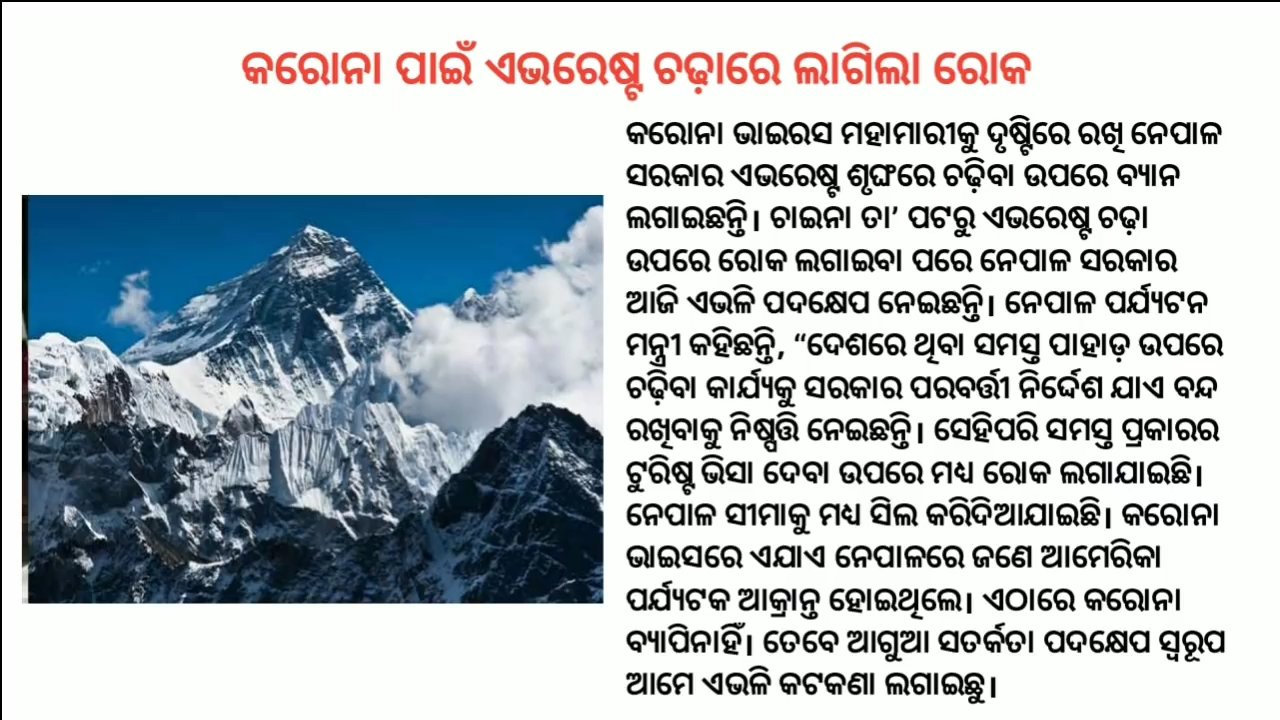 କରୋନା ପାଇଁ ଏଭରେଷ୍ଟ ଚଢ଼ାରେ ଲାଗିଲା ରୋକ
କରୋନା ଭାଇରସ ମହାମାରୀକୁ ଦୃଷ୍ଟିରେ ରଖି ନେପାଳ
ସରକାର ଏଭରେଷ୍ଟ ଶୃଙ୍ଗରେ ଚଢ଼ିବା ଉପରେ ବ୍ୟାନ
ଲଗାଇଛନ୍ତି। ଚାଇନା ତା’ ପଟରୁ ଏଭରେଷ୍ଟ ଚଢ଼ା
ଉପରେ ରୋକ ଲଗାଇବା ପରେ ନେପାଳ ସରକାର
ଆଜି ଏଭଳି ପଦକ୍ଷେପ ନେଇଛନ୍ତି। ନେପାଳ ପର୍ଯ୍ୟଟନ
ମନ୍ତ୍ରୀ କହିଛନ୍ତି, “ଦେଶରେ ଥିବା ସମସ୍ତ ପାହାଡ଼ ଉପରେ
ଚଢ଼ିବା କାର୍ଯ୍ୟକୁ ସରକାର ପରବର୍ତ୍ତୀ ନିର୍ଦ୍ଦେଶ ଯାଏ ବନ୍ଦ
ରଖିବାକୁ ନିଷ୍ପତ୍ତି ନେଇଛନ୍ତି। ସେହିପରି ସମସ୍ତ ପ୍ରକାରର
ଟୁରିଷ୍ଟ ଭିସା ଦେବା ଉପରେ ମଧ୍ୟ ରୋକ ଲଗାଯାଇଛି।
ନେପାଳ ସୀମାକୁ ମଧ୍ୟ ସିଲ କରିଦିଆଯାଇଛି। କରୋନା
ଭାଇସରେ ଏଯାଏ ନେପାଳରେ ଜଣେ ଆମେରିକା
ପର୍ଯ୍ୟଟକ ଆକ୍ରାନ୍ତ ହୋଇଥିଲେ। ଏଠାରେ କରୋନା
ବ୍ୟାପିନାହିଁ। ତେବେ ଆଗୁଆ ସତର୍କତା ପଦକ୍ଷେପ ସ୍ୱରୂପ
ଆମେ ଏଭଳି କଟକଣା ଲଗାଇଛୁ।